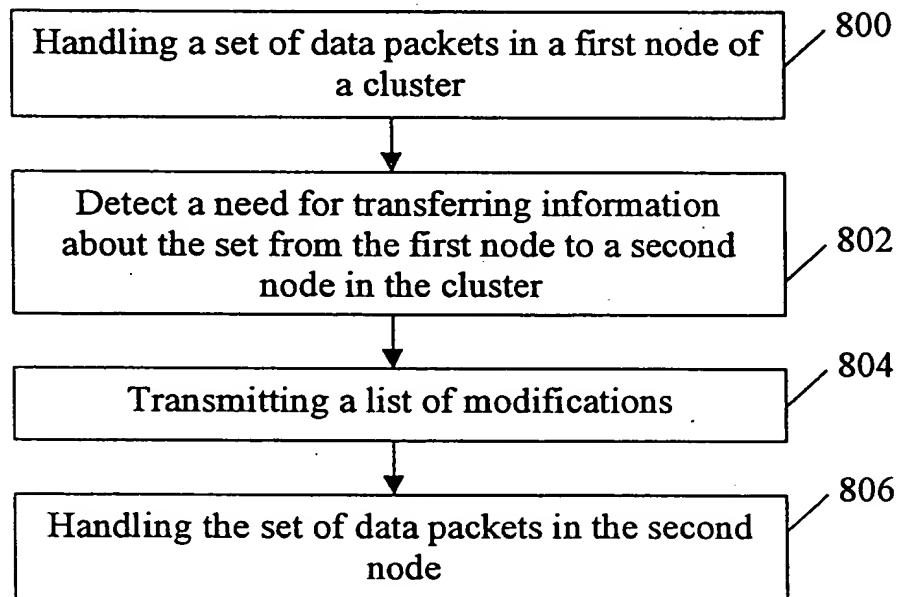 Handling a set of data packets in a first node of
a cluster
800
Detect a need for transferring information
about the set from the first node to a second
node in the cluster
802
Transmitting a list of modifications
804
Handling the set of data packets in the second
node
806